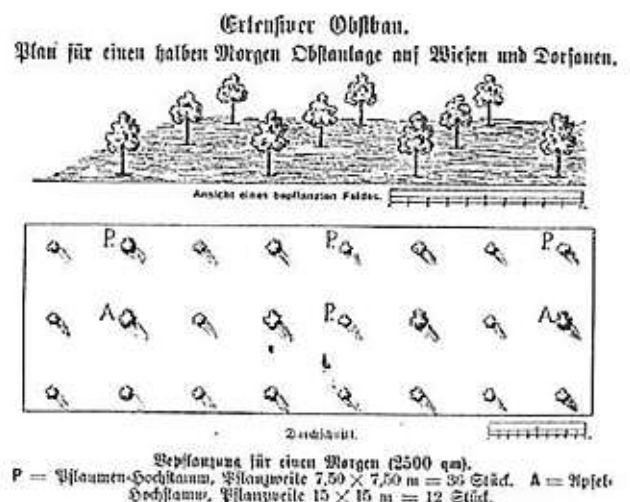 Extensiver Obstbau.
Plan für einen halben Morgen Obstanlage auf Wiesen und Dorfauen.
Ansicht eines bepflanzten Feldes.
P. P. P.
A P. A
Durchschnitt.
Bepflanzung für einen Morgen (2500 qm).
P = Pflaumen-Hochstamm, Pflanzweite 7,50 × 7,50 m = 36 Stück. A = Apfel-
Hochstamm, Pflanzweite 15 × 15 m = 12 Stück.